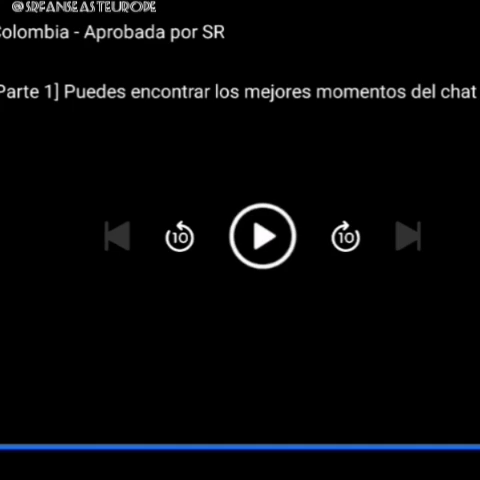 @SRFANSEASTEUROPE
Colombia - Aprobada por SR
Parte 1] Puedes encontrar los mejores momentos del chat
10
10